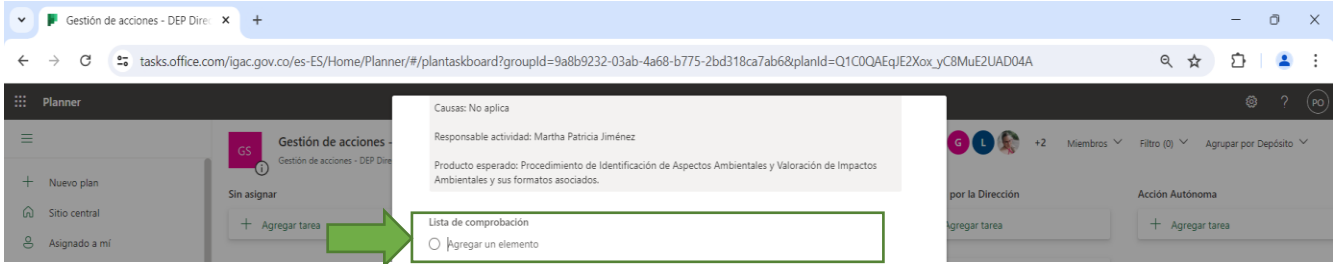 Gestión de acciones - DEP Direc
tasks.office.com/igac.gov.co/es-ES/Home/Planner/#/plantaskboard?groupId=9a8b9232-03ab-4a68-b775-2bd318ca7ab6&planId=Q1C0QAEqJE2Xox_yC8MuE2UAD04A
Planner
?
PO
Causas: No aplica
Responsable actividad: Martha Patricia Jiménez
Producto esperado: Procedimiento de Identificación de Aspectos Ambientales y Valoración de Impactos
Ambientales y sus formatos asociados.
GS
Gestión de acciones -
Gestión de acciones - DEP Dire
G
L
+2
Miembros
Filtro (0)
Agrupar por Depósito
Nuevo plan
Sitio central
Asignado a mí
Sin asignar
Agregar tarea
Lista de comprobación
Agregar un elemento
por la Dirección
Agregar tarea
Acción Autónoma
Agregar tarea